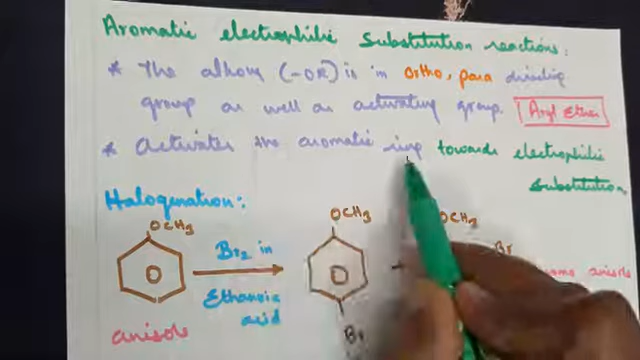 Aromatic electrophilic Substitution reactions:
* The alkoxy (-OR) is in Ortho, para directing
group as well as activating group. Aryl Ether
* Activates the aromatic ring towards electrophilic
substitution.
Halogenation:
OCH3 OCH3 OCH3
Br2 in Br
Ethanoic
acid
anisole Br anisole